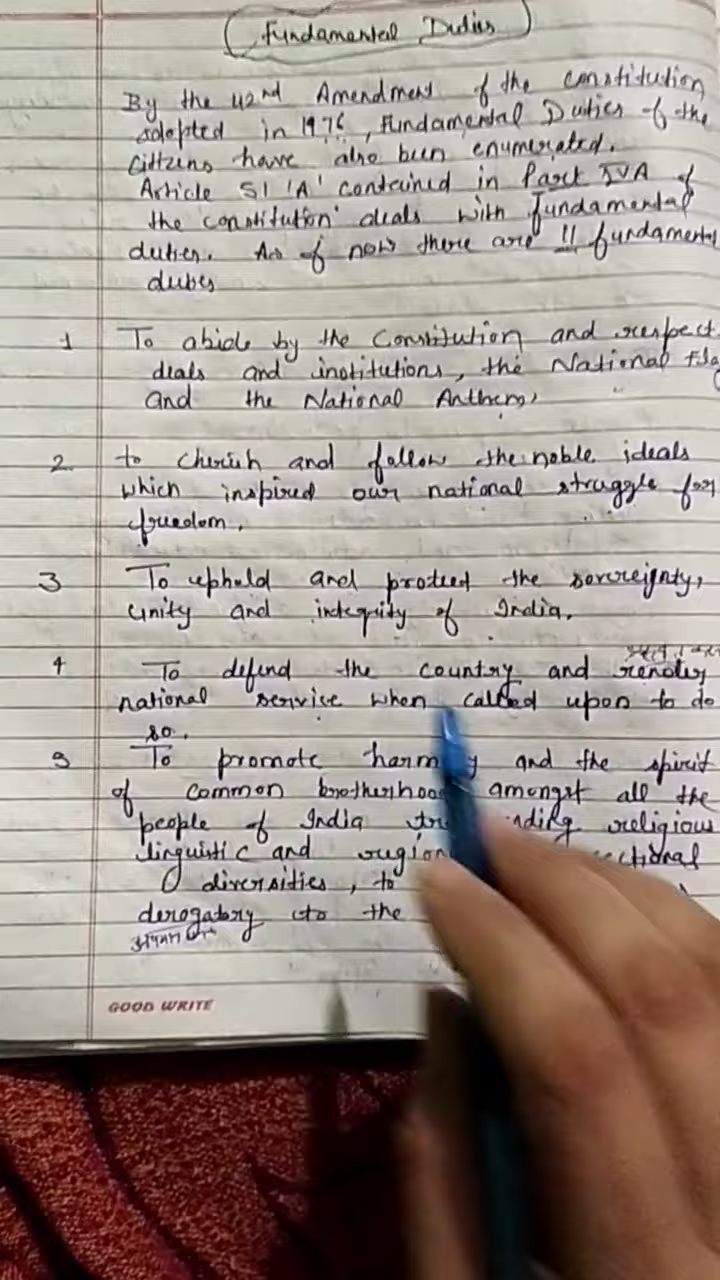 Fundamental Duties
By the 42nd Amendment of the constitution
adopted in 1976, Fundamental Duties of the
Citizens have also been enumerated.
Article 51 'A' contained in Part IVA of
the constitution deals with fundamental
duties. As of now there are 11 fundamental
duties
1 To abide by the Constitution and respect
deals and institutions, the National Flag
and the National Anthem,
2. to cherish and follow the noble ideals
which inspired our national struggle for
freedom.
3 To uphold and protect the sovereignty,
unity and integrity of India.
4 To defend the country and render
national service when called upon to do
so.
5 To promote harmony and the spirit
of common brotherhood amongst all the
people of India religious
linguistic and
diversities, to
derogatory to the
GOOD WRITE